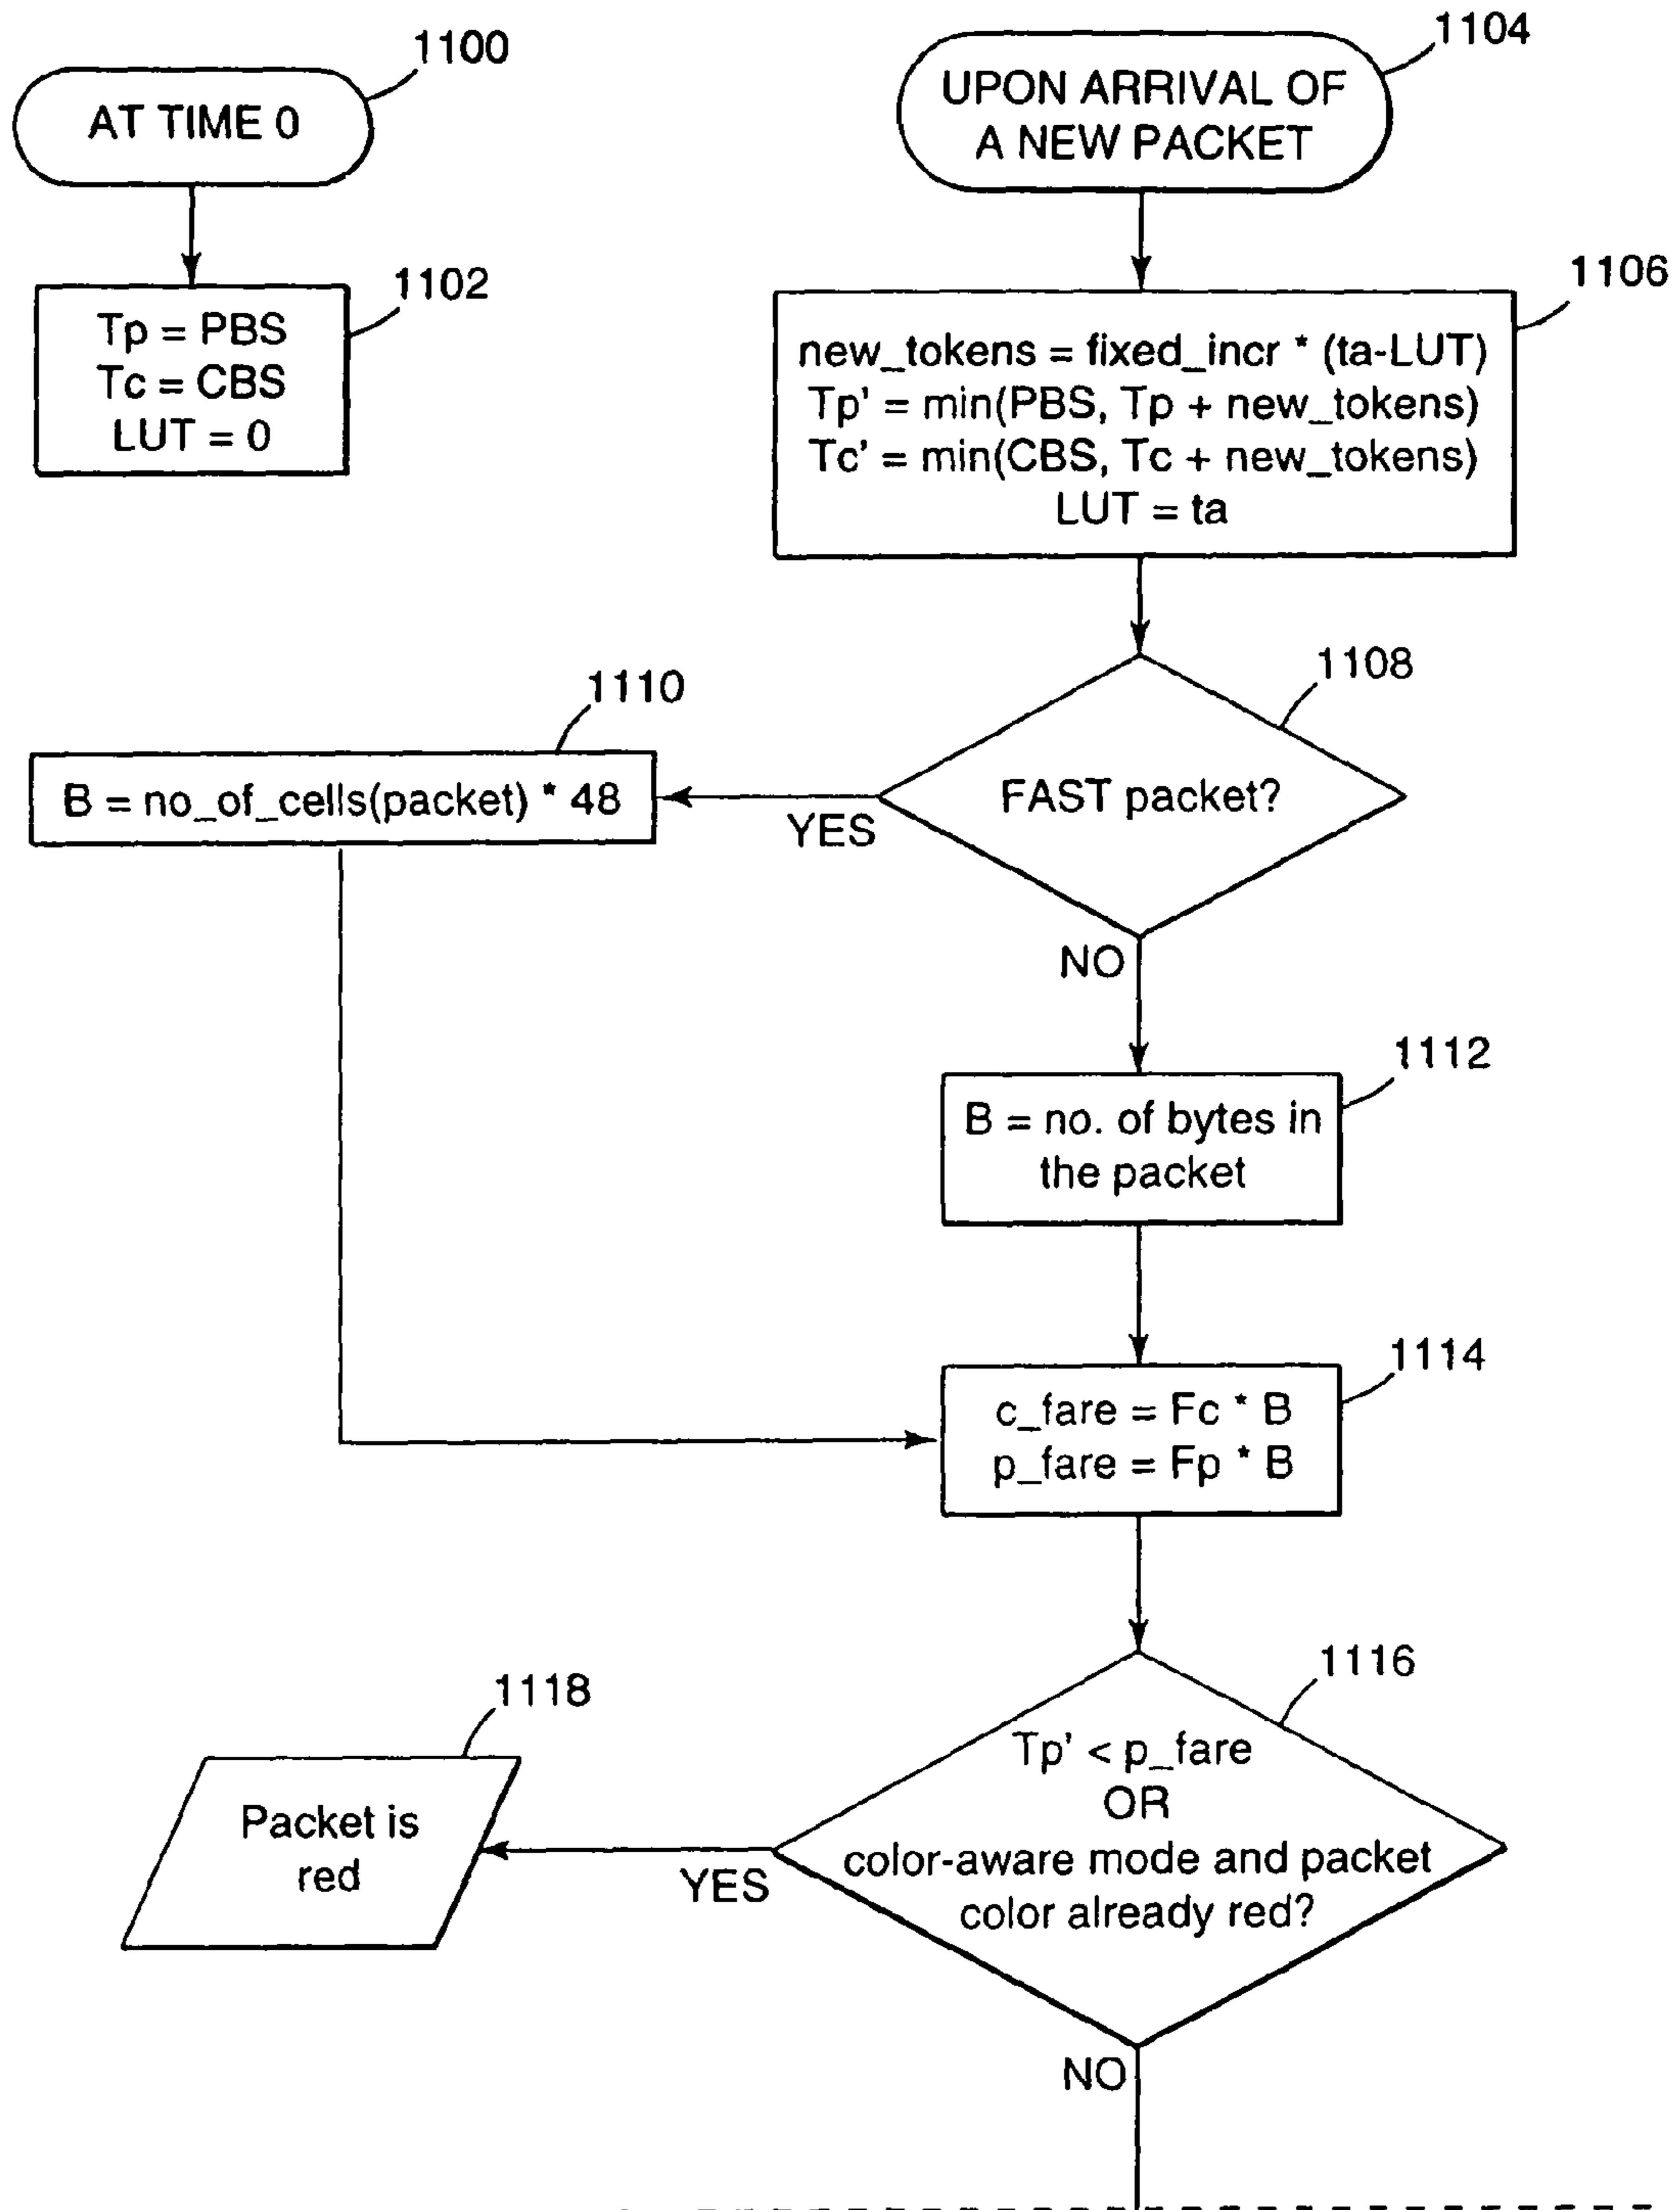 1100
AT TIME 0
1102
Tp = PBS
Tc = CBS
LUT = 0
1104
UPON ARRIVAL OF
A NEW PACKET
1106
new_tokens = fixed_incr * (ta-LUT)
Tp' = min(PBS, Tp + new_tokens)
Tc' = min(CBS, Tc + new_tokens)
LUT = ta
1108
FAST packet?
YES
1110
B = no_of_cells(packet) * 48
NO
1112
B = no. of bytes in
the packet
1114
c_fare = Fc * B
p_fare = Fp * B
1116
Tp' < p_fare
OR
color-aware mode and packet
color already red?
YES
1118
Packet is
red
NO